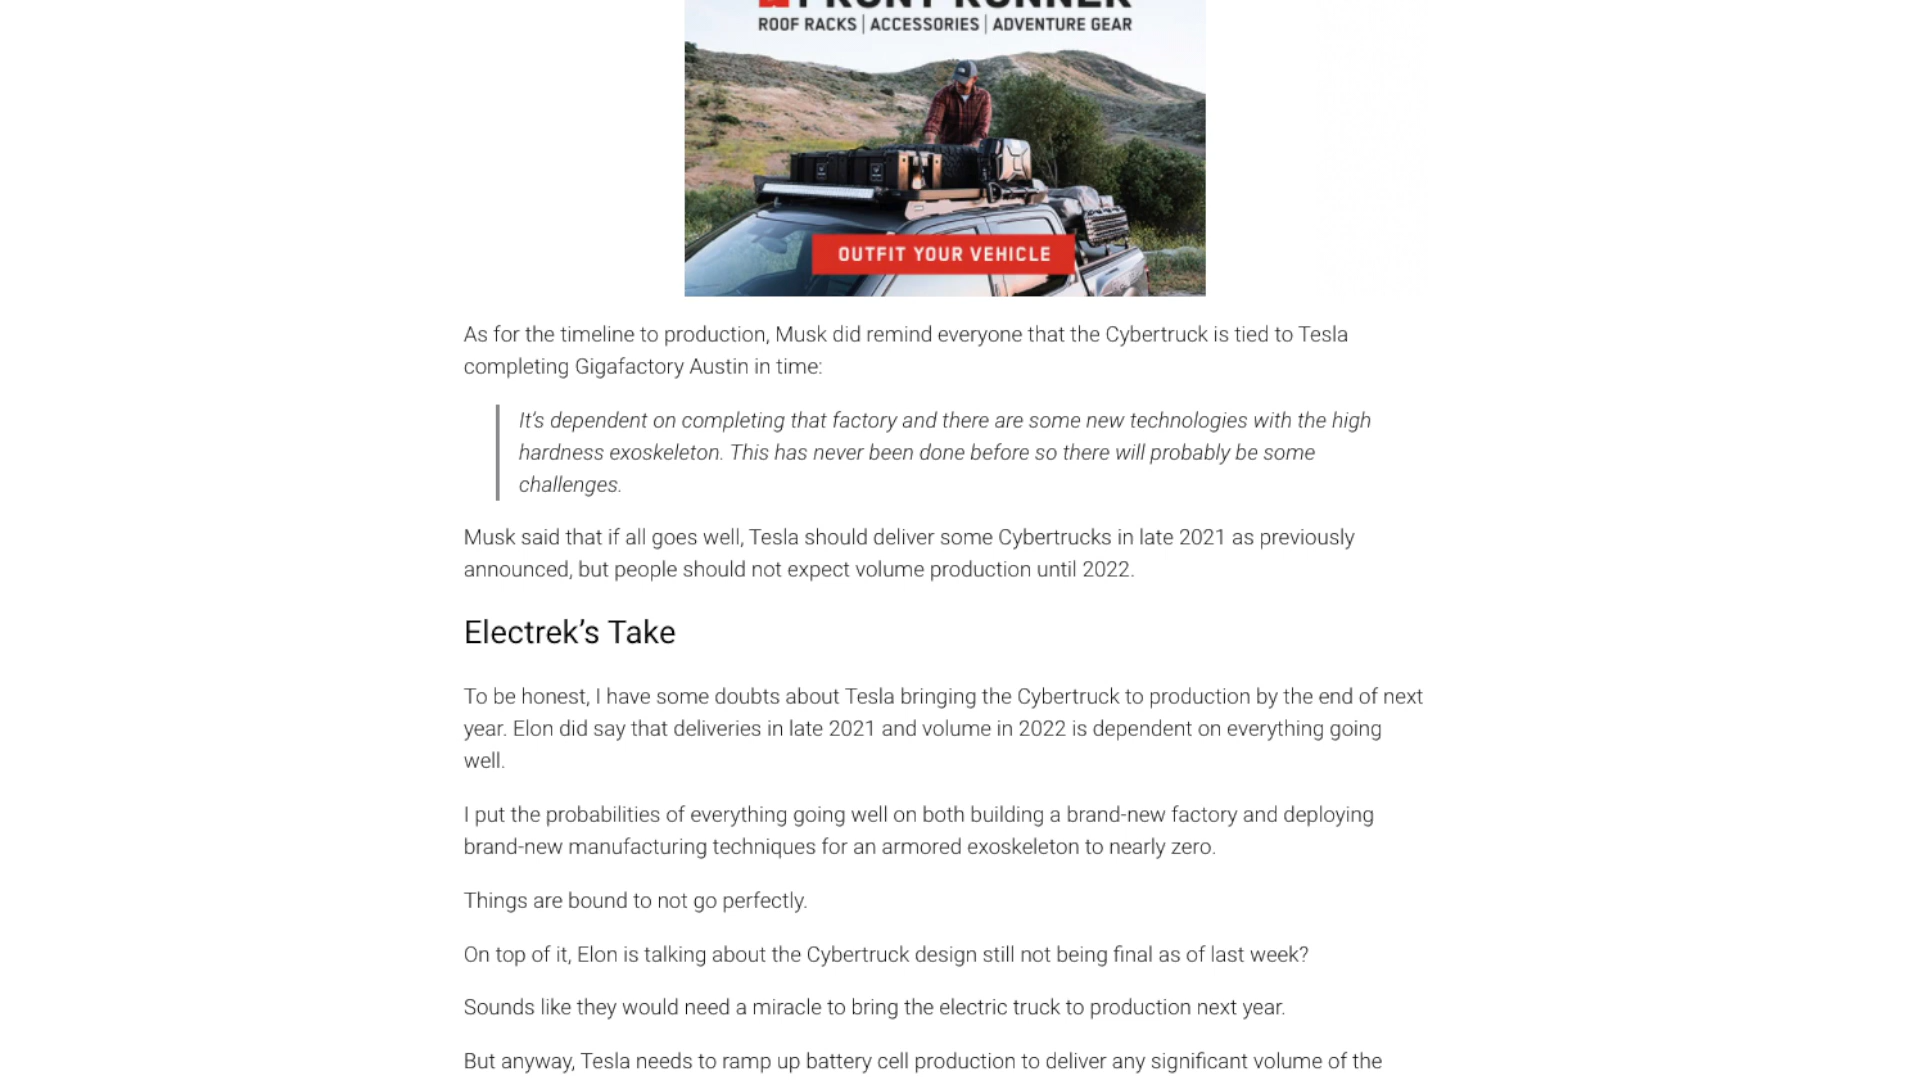 FRONT RUNNER
ROOF RACKS | ACCESSORIES | ADVENTURE GEAR
OUTFIT YOUR VEHICLE
As for the timeline to production, Musk did remind everyone that the Cybertruck is tied to Tesla
completing Gigafactory Austin in time:
It’s dependent on completing that factory and there are some new technologies with the high
hardness exoskeleton. This has never been done before so there will probably be some
challenges.
Musk said that if all goes well, Tesla should deliver some Cybertrucks in late 2021 as previously
announced, but people should not expect volume production until 2022.
Electrek’s Take
To be honest, I have some doubts about Tesla bringing the Cybertruck to production by the end of next
year. Elon did say that deliveries in late 2021 and volume in 2022 is dependent on everything going
well.
I put the probabilities of everything going well on both building a brand-new factory and deploying
brand-new manufacturing techniques for an armored exoskeleton to nearly zero.
Things are bound to not go perfectly.
On top of it, Elon is talking about the Cybertruck design still not being final as of last week?
Sounds like they would need a miracle to bring the electric truck to production next year.
But anyway, Tesla needs to ramp up battery cell production to deliver any significant volume of the